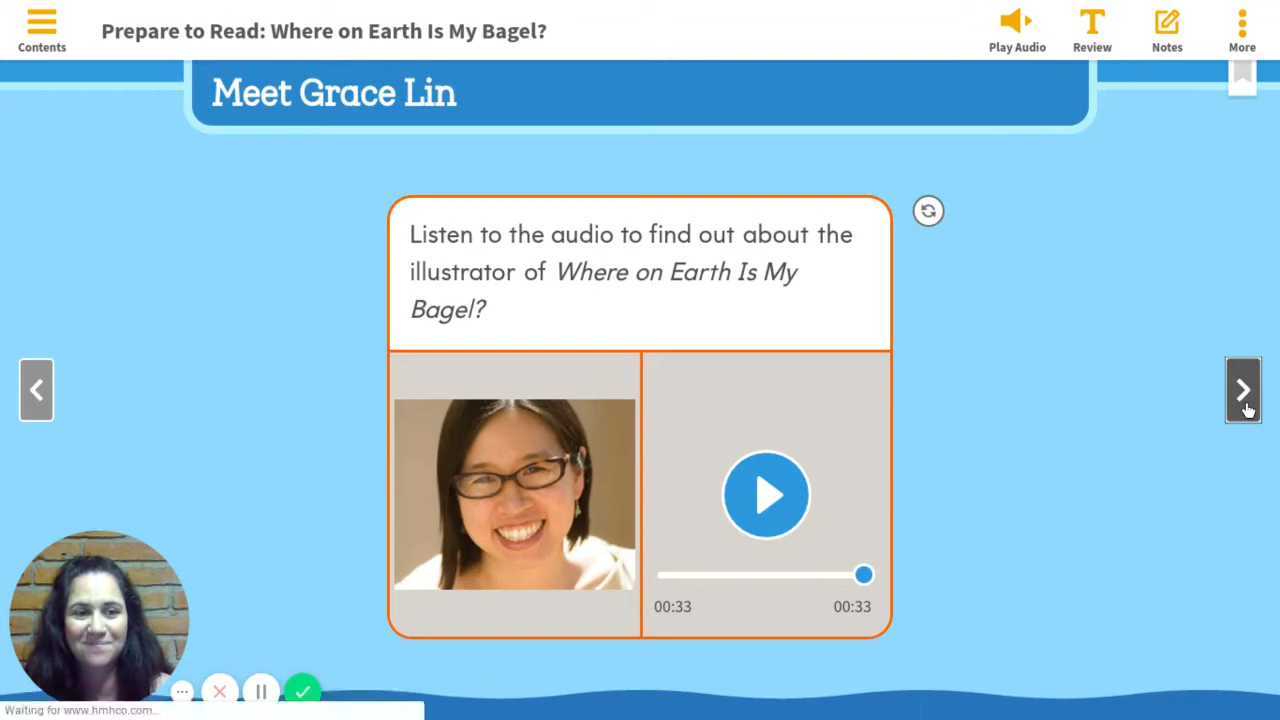 Contents
Prepare to Read: Where on Earth Is My Bagel?
Play Audio
Review
Notes
More
Meet Grace Lin
Listen to the audio to find out about the
illustrator of Where on Earth Is My
Bagel?
00:33
00:33
Waiting for www.hmhco.com...